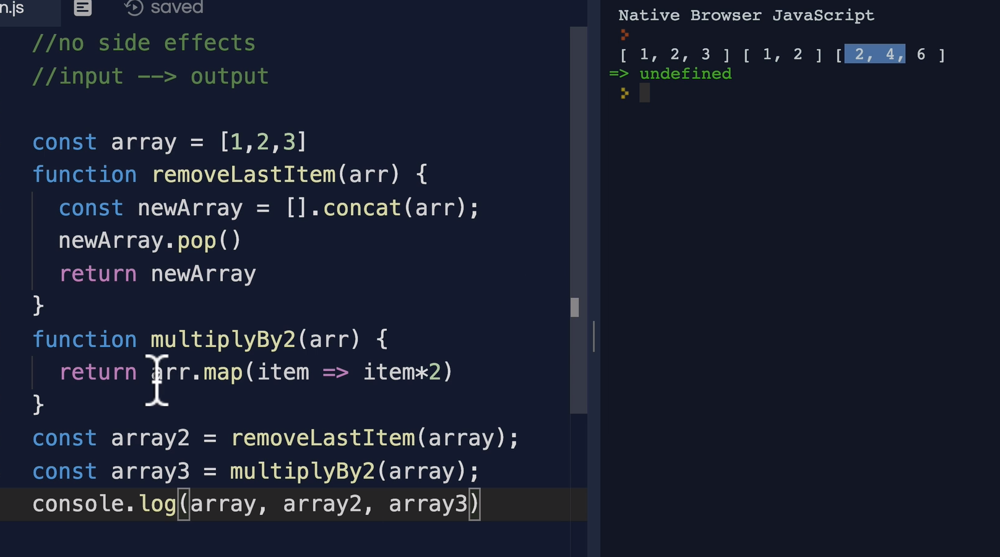 n.js saved
//no side effects
//input --> output
const array = [1,2,3]
function removeLastItem(arr) {
const newArray = [].concat(arr);
newArray.pop()
return newArray
}
function multiplyBy2(arr) {
return arr.map(item => item*2)
}
const array2 = removeLastItem(array);
const array3 = multiplyBy2(array);
console.log(array, array2, array3)
Native Browser JavaScript
[ 1, 2, 3 ] [ 1, 2 ] [ 2, 4, 6 ]
=> undefined